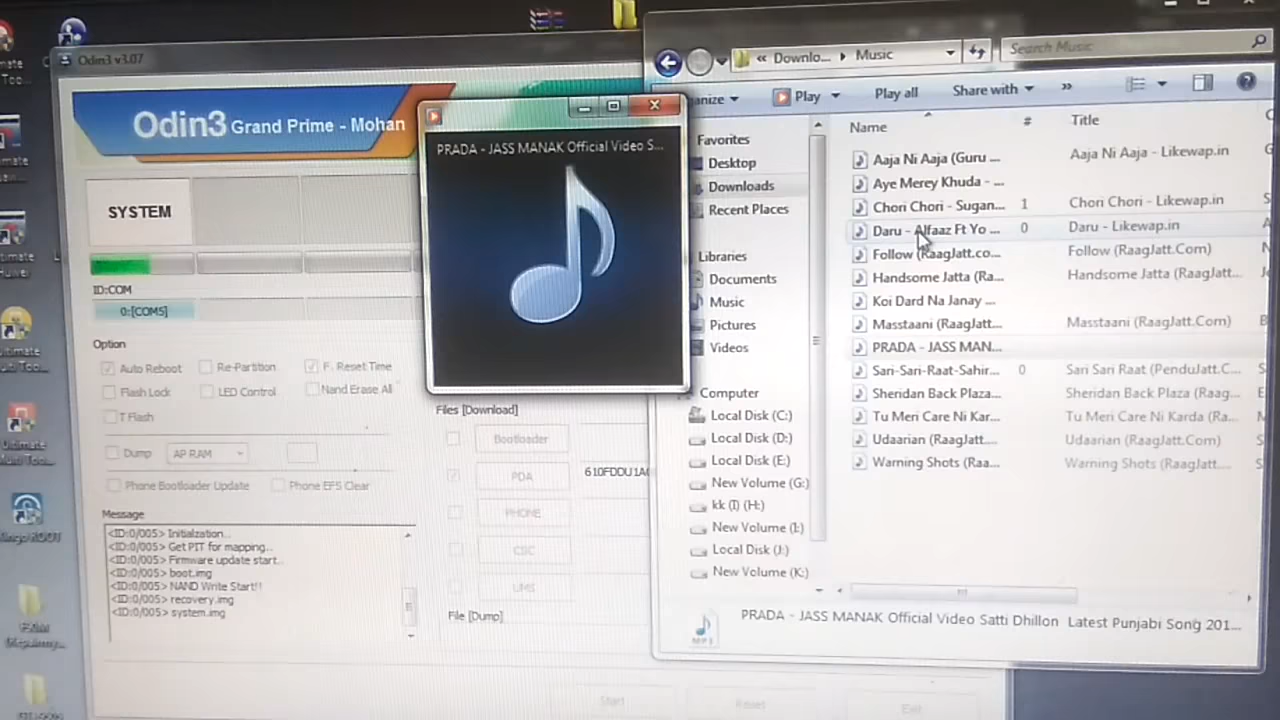 Odin3 v3.07
Odin3 Grand Prime - Mohan
SYSTEM
ID:COM
0:[COM5]
Option
Auto Reboot
Re-Partition
F. Reset Time
Flash Lock
LED Control
Nand Erase All
T Flash
Dump
AP RAM
Phone Bootloader Update
Phone EFS Clear
Message
<ID:0/005> Initialzation..
<ID:0/005> Get PIT for mapping..
<ID:0/005> Firmware update start..
<ID:0/005> boot.img
<ID:0/005> NAND Write Start!!
<ID:0/005> recovery.img
<ID:0/005> system.img
PRADA - JASS MANAK Official Video S...
Files [Download]
Bootloader
PDA
PHONE
CSC
UMS
File [Dump]
Start
Reset
Exit
« Downlo... Music
Search Music
Play
Play all
Share with
»
Favorites
Desktop
Downloads
Recent Places
Libraries
Documents
Music
Pictures
Videos
Computer
Local Disk (C:)
Local Disk (D:)
Local Disk (E:)
New Volume (G:)
kk (I) (H:)
New Volume (I:)
Local Disk (J:)
New Volume (K:)
Name # Title
Aaja Ni Aaja (Guru ... Aaja Ni Aaja - Likewap.in
Aye Merey Khuda - ...
Chori Chori - Sugan... 1 Chori Chori - Likewap.in
Daru - Alfaaz Ft Yo ... 0 Daru - Likewap.in
Follow (RaagJatt.co... Follow (RaagJatt.Com)
Handsome Jatta (Ra... Handsome Jatta (RaagJatt...
Koi Dard Na Janay ...
Masstaani (RaagJatt... Masstaani (RaagJatt.Com)
PRADA - JASS MAN...
Sari-Sari-Raat-Sahir... 0 Sari Sari Raat (PenduJatt.C...
Sheridan Back Plaza... Sheridan Back Plaza (Raag...
Tu Meri Care Ni Kar... Tu Meri Care Ni Karda (Ra...
Udaarian (RaagJatt... Udaarian (RaagJatt.Com)
Warning Shots (Raa... Warning Shots (RaagJatt....
MP3
PRADA - JASS MANAK Official Video Satti Dhillon Latest Punjabi Song 201...